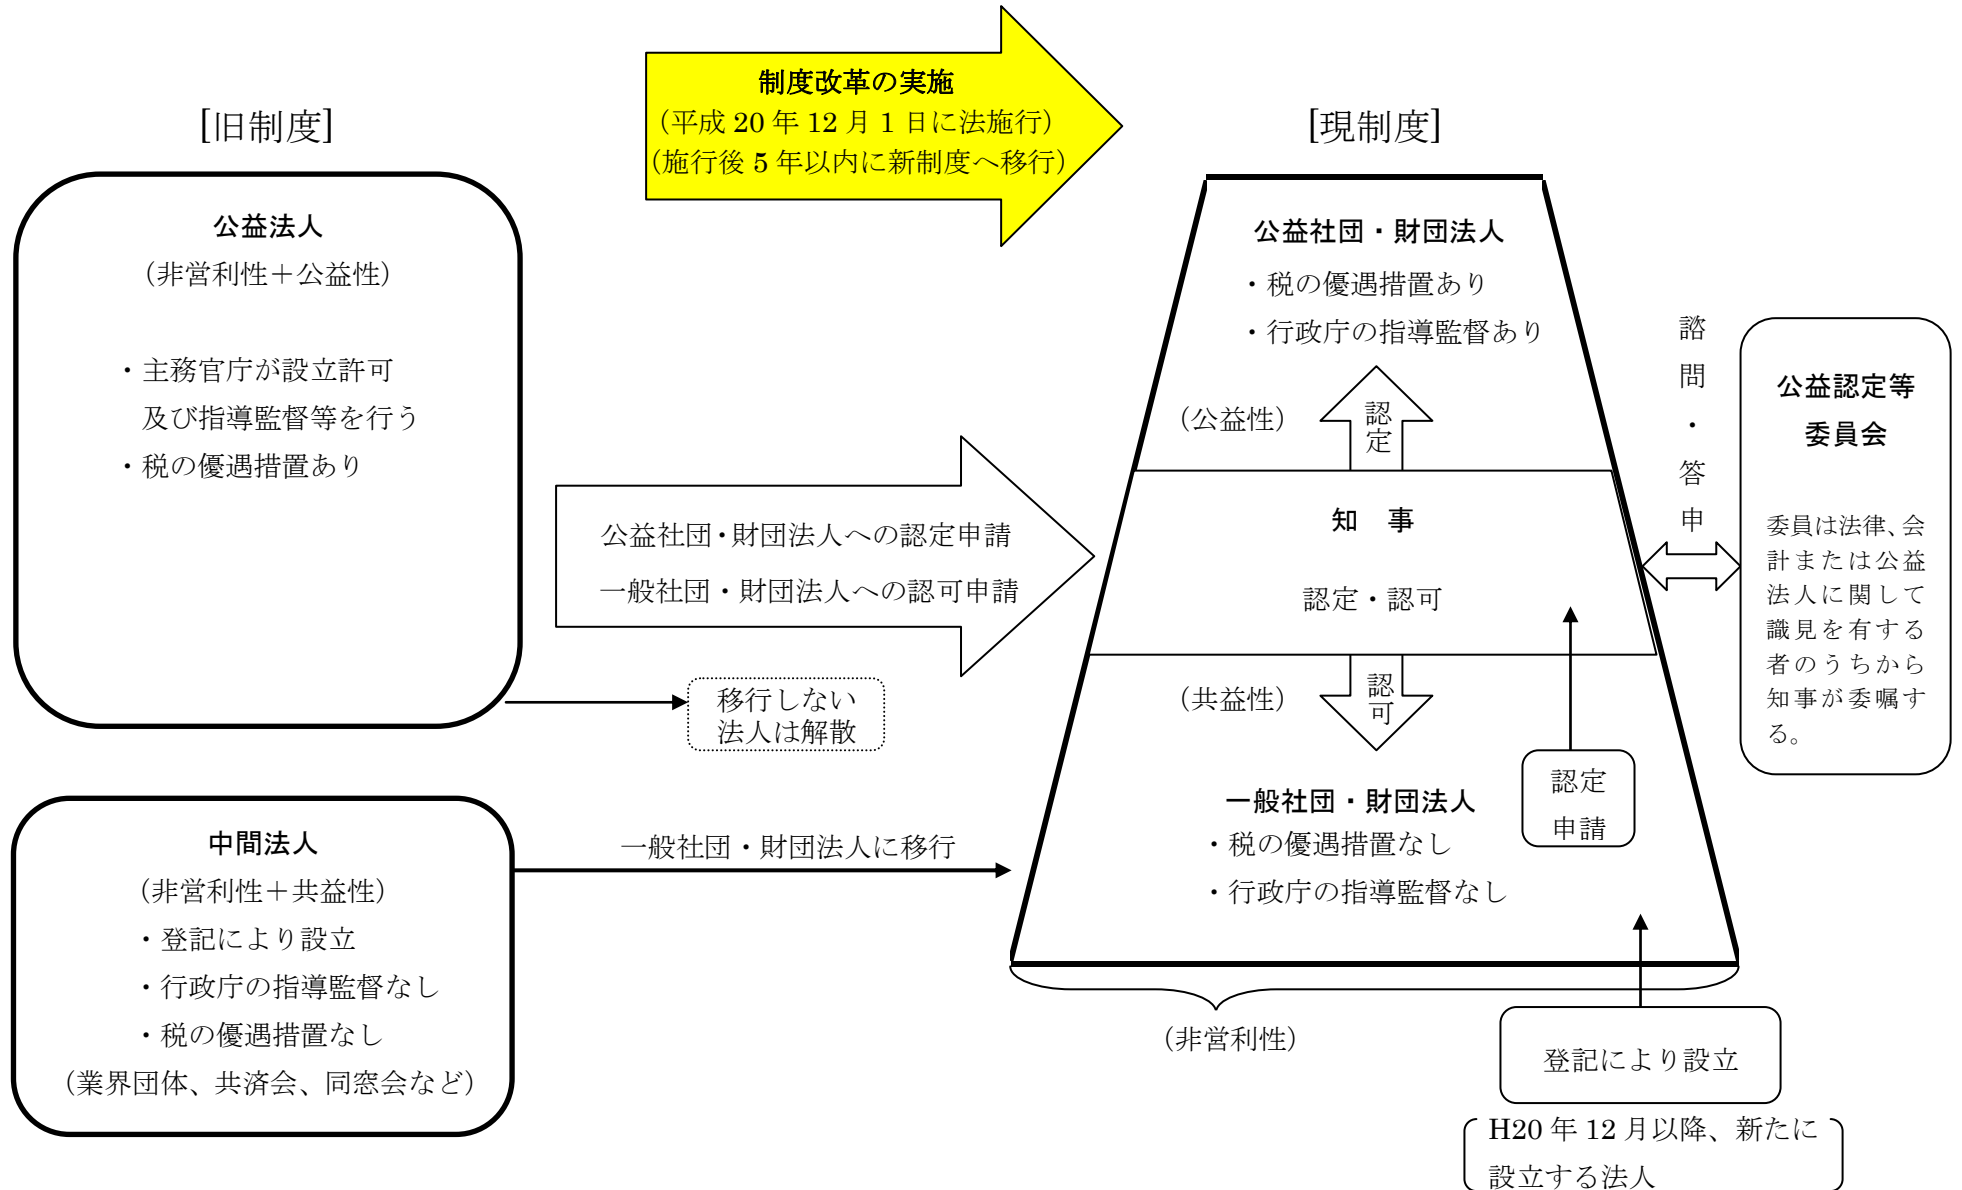 制度改革の実施
（平成 20 年 12 月 1 日に法施行）
（施行後 5 年以内に新制度へ移行）
[旧制度]
公益法人
（非営利性＋公益性）
・主務官庁が設立許可
及び指導監督等を行う
・税の優遇措置あり
公益社団・財団法人への認定申請
一般社団・財団法人への認可申請
移行しない
法人は解散
中間法人
（非営利性＋共益性）
・登記により設立
・行政庁の指導監督なし
・税の優遇措置なし
（業界団体、共済会、同窓会など）
一般社団・財団法人に移行
[現制度]
公益社団・財団法人
・税の優遇措置あり
・行政庁の指導監督あり
（公益性）
認定
知　事
認定・認可
（共益性）
認可
一般社団・財団法人
・税の優遇措置なし
・行政庁の指導監督なし
認定
申請
（非営利性）
登記により設立
H20 年 12 月以降、新たに
設立する法人
諮問・答申
公益認定等
委員会
委員は法律、会
計または公益
法人に関して
識見を有する
者のうちから
知事が委嘱す
る。